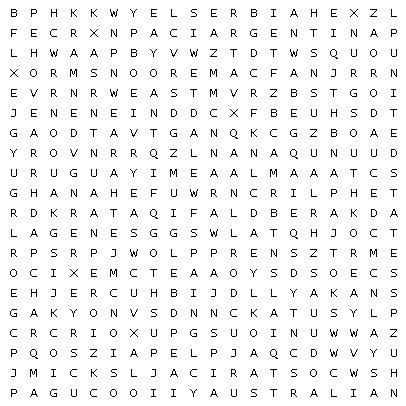 B P H K K W Y E L S E R B I A H E X Z L
F E C R X N P A C I A R G E N T I N A P
L H W A A P B Y V W Z T D T W S Q U O U
X O R M S N O O R E M A C F A N J R R N
E V R N R W E A S T M V R Z B S T G O I
J E N E N E I N D D C X F B E U H S D T
G A O D T A V T G A N Q K C G Z B O A E
Y R O V N R R Q Z L N A N A Q U N U U D
U R U G U A Y I M E A A L M A A A T C S
G H A N A H E F U W R N C R I L P H E T
R D K R A T A Q I F A L D B E R A K D A
L A G E N E S G G S W L A T Q H J O C T
R P S R P J W O L P P R E N S Z T R M E
O C I X E M C T E A A O Y S D S O E C S
E H J E R C U H B I J D L L Y A K A N S
G A K Y O N V S D N N C K A T U S Y L P
C R C R I O X U P G S U O I N U W W A Z
P Q O S Z I A P E L P J A Q C D W V Y U
J M I C K S L J A C I R A T S O C W S H
P A G U C O O I I Y A U S T R A L I A N